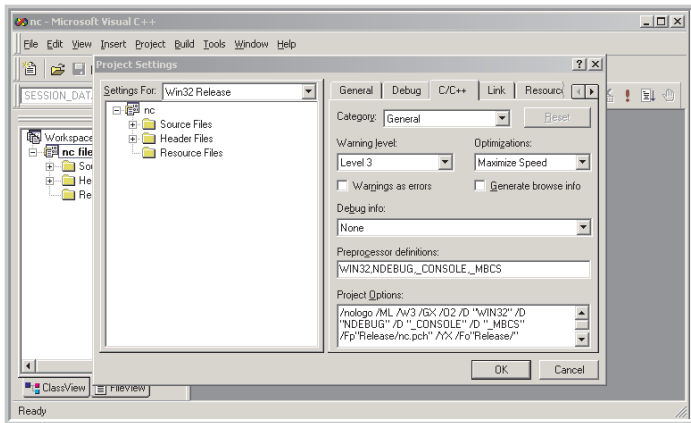 nc - Microsoft Visual C++
File Edit View Insert Project Build Tools Window Help
Project Settings
SESSION_DAT
Settings For: Win32 Release
General Debug C/C++ Link Resourc
nc
Source Files
Header Files
Resource Files
Category: General Reset
Warning level: Optimizations:
Level 3 Maximize Speed
Warnings as errors Generate browse info
Debug info:
None
Preprocessor definitions:
WIN32,NDEBUG,_CONSOLE,_MBCS
Project Options:
/nologo /ML /W3 /GX /O2 /D "WIN32" /D
"NDEBUG" /D "_CONSOLE" /D "_MBCS"
/Fp"Release/nc.pch" /YX /Fo"Release/"
OK Cancel
Workspace
nc file
Sou
He
Re
ClassView FileView
Ready